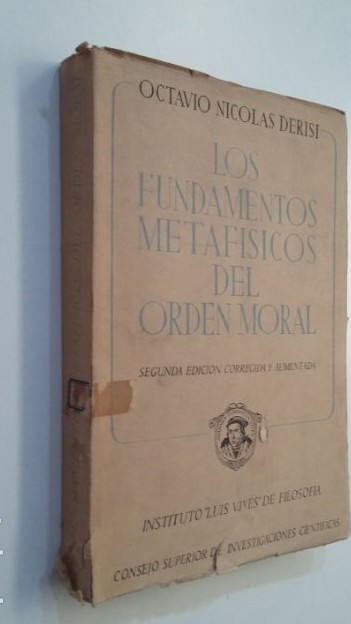 OCTAVIO NICOLAS DERISI
LOS
FUNDAMENTOS
METAFISICOS
DEL
ORDEN MORAL
SEGUNDA EDICION CORREGIDA Y AUMENTADA
INSTITUTO "LUIS VIVES" DE FILOSOFIA
CONSEJO SUPERIOR DE INVESTIGACIONES CIENTIFICAS